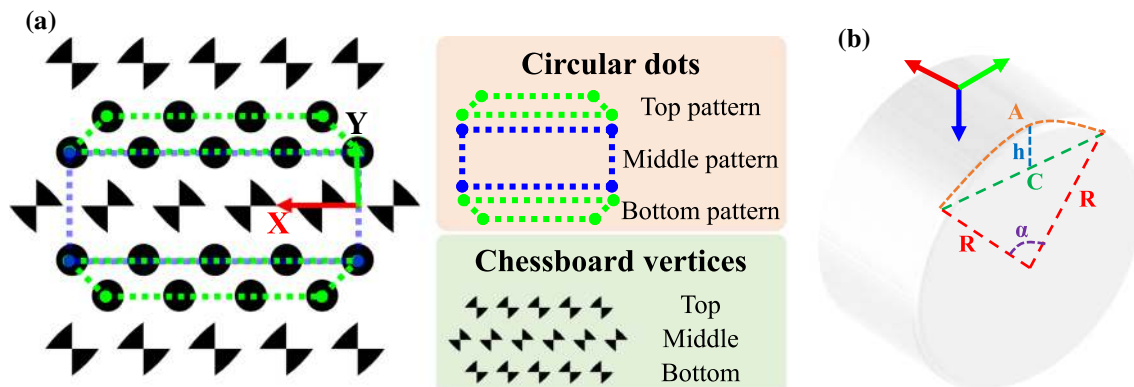 (a)
Y
X
Circular dots
Top pattern
Middle pattern
Bottom pattern
Chessboard vertices
Top
Middle
Bottom
(b)
A
h
C
R
R
α